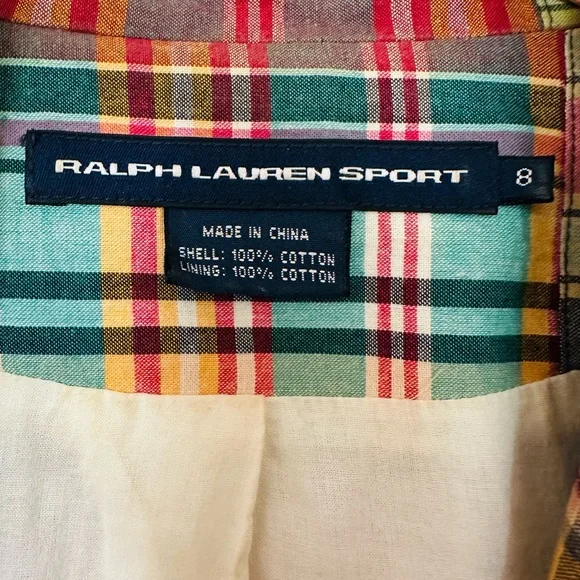 RALPH LAUREN SPORT 8
MADE IN CHINA
SHELL: 100% COTTON
LINING: 100% COTTON